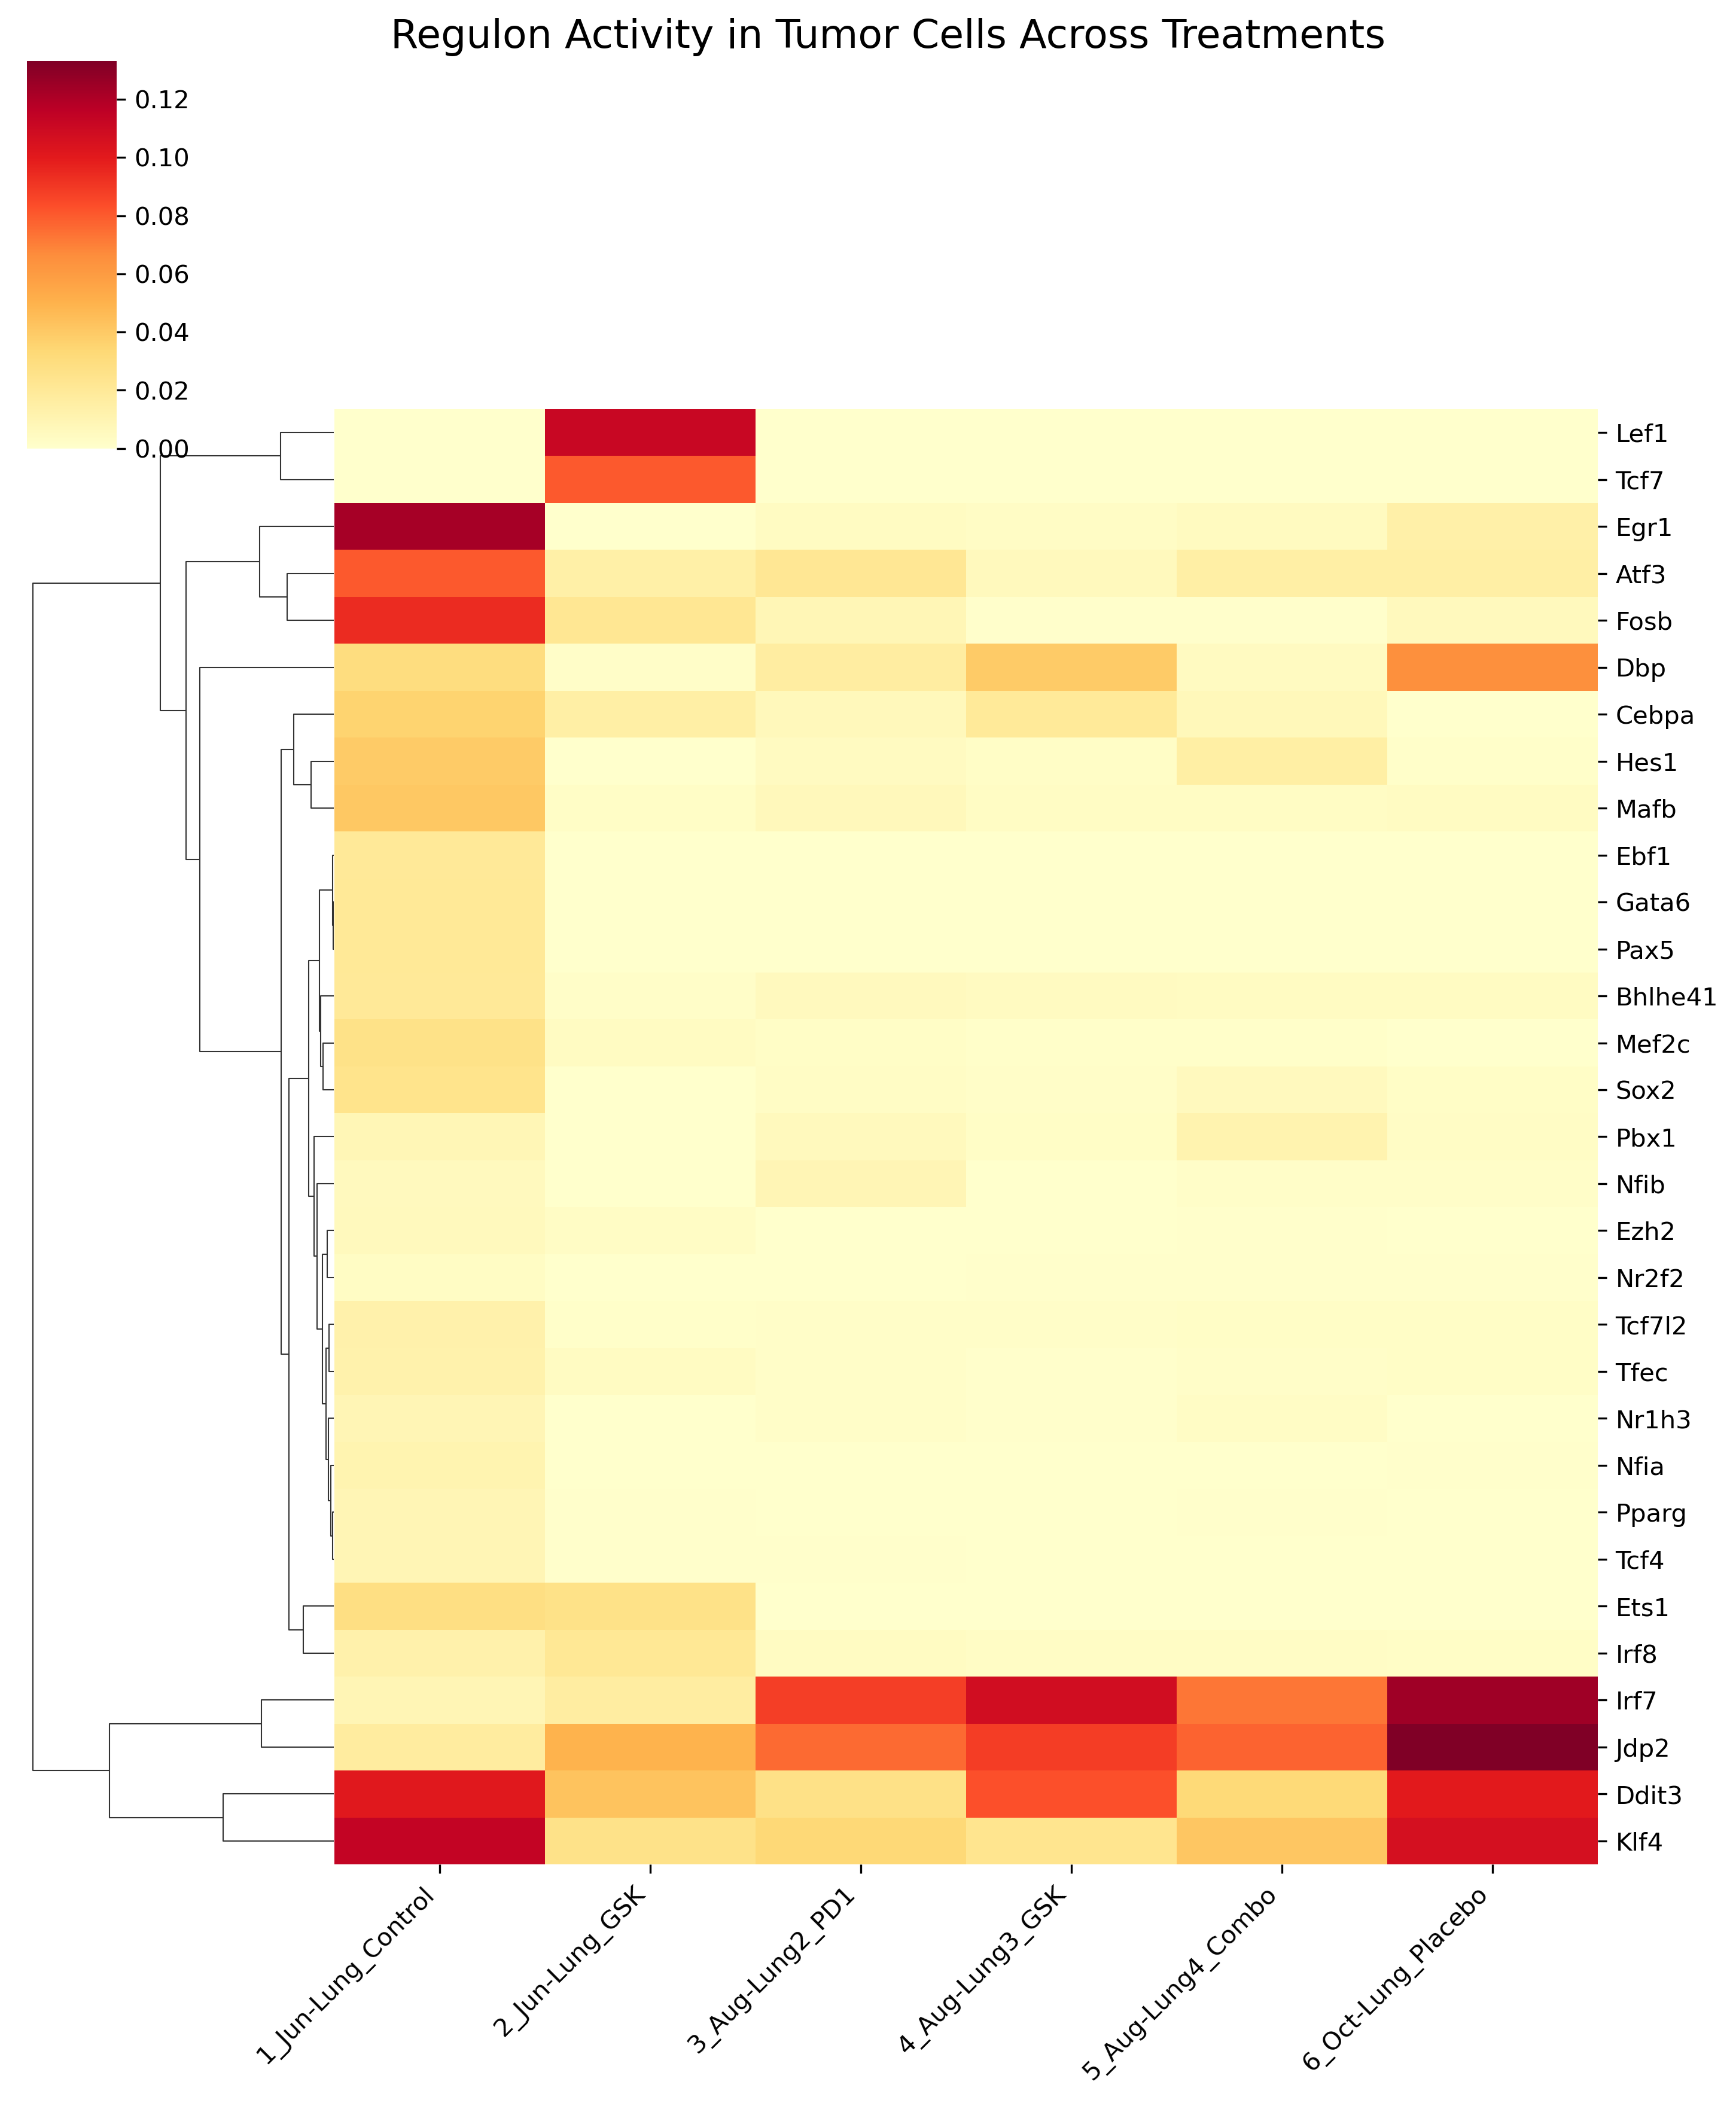 Regulon Activity in Tumor Cells Across Treatments
0.12
0.10
0.08
0.06
0.04
0.02
0.00
Lef1
Tcf7
Egr1
Atf3
Fosb
Dbp
Cebpa
Hes1
Mafb
Ebf1
Gata6
Pax5
Bhlhe41
Mef2c
Sox2
Pbx1
Nfib
Ezh2
Nr2f2
Tcf7l2
Tfec
Nr1h3
Nfia
Pparg
Tcf4
Ets1
Irf8
Irf7
Jdp2
Ddit3
Klf4
1_Jun-Lung_Control
2_Jun-Lung_GSK
3_Aug-Lung2_PD1
4_Aug-Lung3_GSK
5_Aug-Lung4_Combo
6_Oct-Lung_Placebo